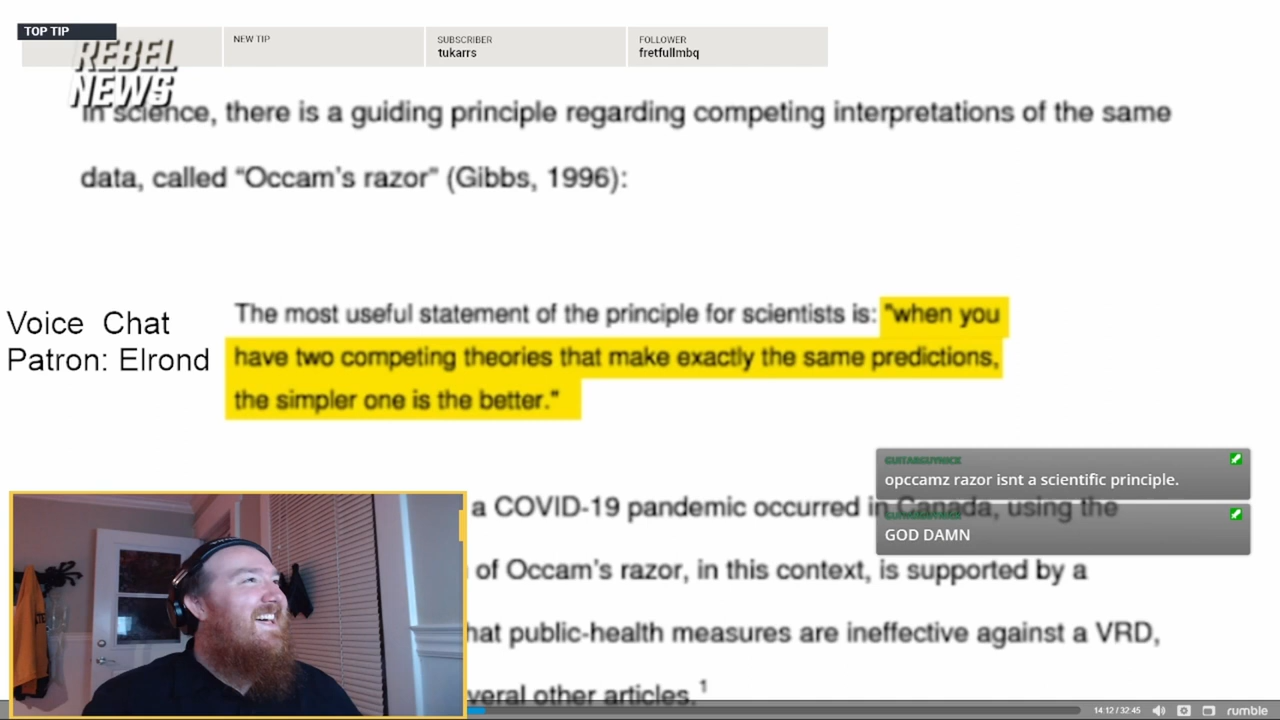 TOP TIP
NEW TIP
SUBSCRIBER
tukarrs
FOLLOWER
fretfullmbq
REBEL
NEWS
In science, there is a guiding principle regarding competing interpretations of the same
data, called “Occam’s razor” (Gibbs, 1996):
Voice Chat
Patron: Elrond
The most useful statement of the principle for scientists is: "when you
have two competing theories that make exactly the same predictions,
the simpler one is the better."
GUITARGUYNICK
opccamz razor isnt a scientific principle.
GUITARGUYNICK
GOD DAMN
a COVID-19 pandemic occurred in Canada, using the
of Occam’s razor, in this context, is supported by a
hat public-health measures are ineffective against a VRD,
veral other articles.1
14:12 / 32:45
rumble